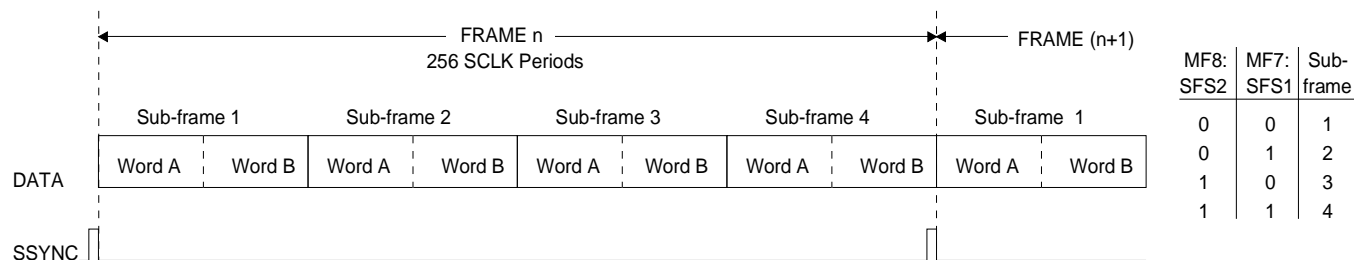 FRAME n
FRAME (n+1)
256 SCLK Periods
MF8: MF7: Sub-
SFS2 SFS1 frame
Sub-frame 1 Sub-frame 2 Sub-frame 3 Sub-frame 4 Sub-frame 1
0 0 1
DATA Word A Word B Word A Word B Word A Word B Word A Word B Word A Word B
0 1 2
1 0 3
1 1 4
SSYNC